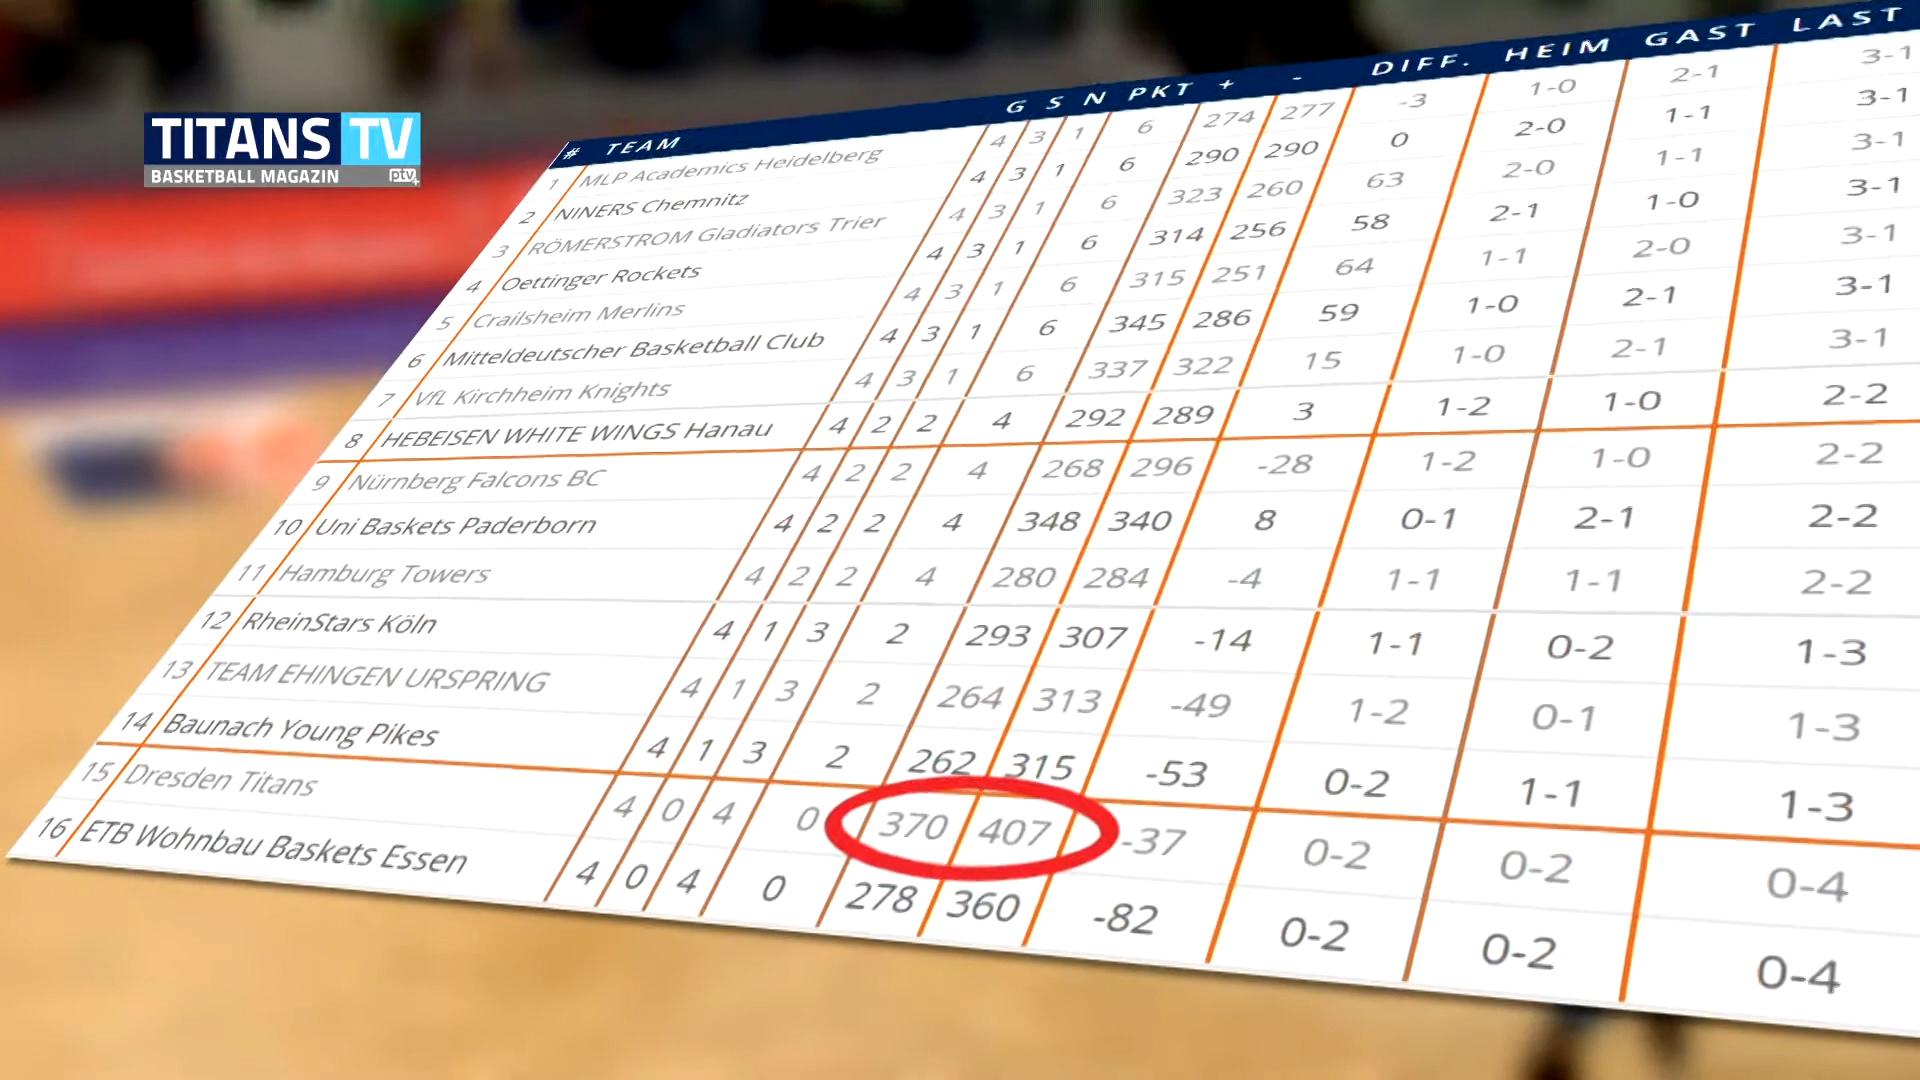 TITANS TV
BASKETBALL MAGAZIN ptv
# TEAM G S N PKT + - DIFF. HEIM GAST LAST
1 MLP Academics Heidelberg 4 3 1 6 274 277 -3 1-0 2-1 3-1
2 NINERS Chemnitz 4 3 1 6 290 290 0 2-0 1-1 3-1
3 RÖMERSTROM Gladiators Trier 4 3 1 6 323 260 63 2-0 1-1 3-1
4 Oettinger Rockets 4 3 1 6 314 256 58 2-1 1-0 3-1
5 Crailsheim Merlins 4 3 1 6 315 251 64 1-1 2-0 3-1
6 Mitteldeutscher Basketball Club 4 3 1 6 345 286 59 1-0 2-1 3-1
7 VfL Kirchheim Knights 4 3 1 6 337 322 15 1-0 2-1 3-1
8 HEBEISEN WHITE WINGS Hanau 4 2 2 4 292 289 3 1-2 1-0 2-2
9 Nürnberg Falcons BC 4 2 2 4 268 296 -28 1-2 1-0 2-2
10 Uni Baskets Paderborn 4 2 2 4 348 340 8 0-1 2-1 2-2
11 Hamburg Towers 4 2 2 4 280 284 -4 1-1 1-1 2-2
12 RheinStars Köln 4 1 3 2 293 307 -14 1-1 0-2 1-3
13 TEAM EHINGEN URSPRING 4 1 3 2 264 313 -49 1-2 0-1 1-3
14 Baunach Young Pikes 4 1 3 2 262 315 -53 0-2 1-1 1-3
15 Dresden Titans 4 0 4 0 370 407 -37 0-2 0-2 0-4
16 ETB Wohnbau Baskets Essen 4 0 4 0 278 360 -82 0-2 0-2 0-4